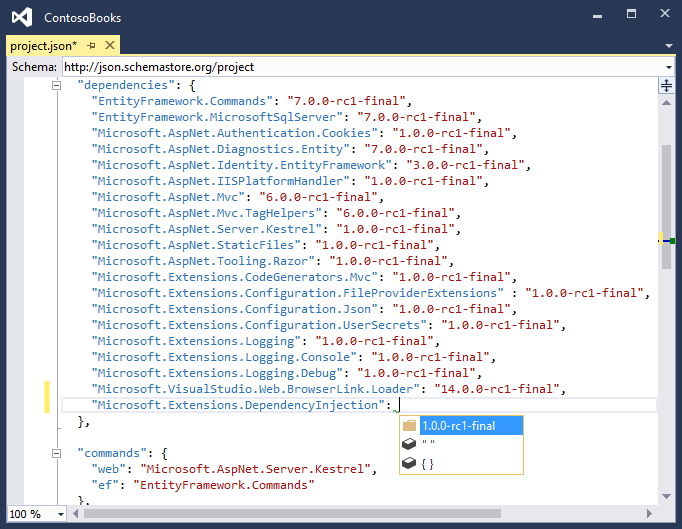 ContosoBooks
project.json*
Schema: http://json.schemastore.org/project
"dependencies": {
"EntityFramework.Commands": "7.0.0-rc1-final",
"EntityFramework.MicrosoftSqlServer": "7.0.0-rc1-final",
"Microsoft.AspNet.Authentication.Cookies": "1.0.0-rc1-final",
"Microsoft.AspNet.Diagnostics.Entity": "7.0.0-rc1-final",
"Microsoft.AspNet.Identity.EntityFramework": "3.0.0-rc1-final",
"Microsoft.AspNet.IISPlatformHandler": "1.0.0-rc1-final",
"Microsoft.AspNet.Mvc": "6.0.0-rc1-final",
"Microsoft.AspNet.Mvc.TagHelpers": "6.0.0-rc1-final",
"Microsoft.AspNet.Server.Kestrel": "1.0.0-rc1-final",
"Microsoft.AspNet.StaticFiles": "1.0.0-rc1-final",
"Microsoft.AspNet.Tooling.Razor": "1.0.0-rc1-final",
"Microsoft.Extensions.CodeGenerators.Mvc": "1.0.0-rc1-final",
"Microsoft.Extensions.Configuration.FileProviderExtensions" : "1.0.0-rc1-final",
"Microsoft.Extensions.Configuration.Json": "1.0.0-rc1-final",
"Microsoft.Extensions.Configuration.UserSecrets": "1.0.0-rc1-final",
"Microsoft.Extensions.Logging": "1.0.0-rc1-final",
"Microsoft.Extensions.Logging.Console": "1.0.0-rc1-final",
"Microsoft.Extensions.Logging.Debug": "1.0.0-rc1-final",
"Microsoft.VisualStudio.Web.BrowserLink.Loader": "14.0.0-rc1-final",
"Microsoft.Extensions.DependencyInjection":
1.0.0-rc1-final
" "
{ }
},
"commands": {
"web": "Microsoft.AspNet.Server.Kestrel",
"ef": "EntityFramework.Commands"
},
100 %